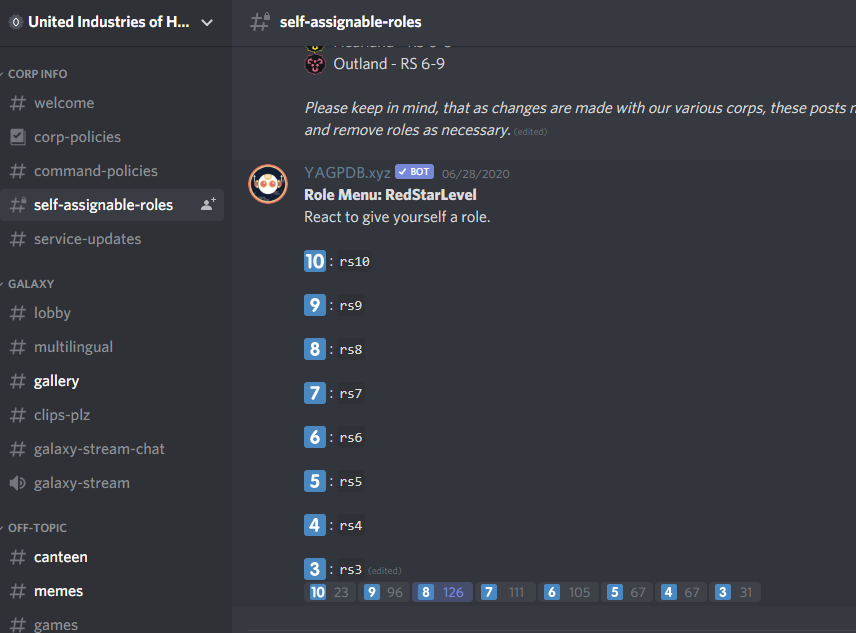 United Industries of H...
CORP INFO
welcome
corp-policies
command-policies
self-assignable-roles
service-updates
GALAXY
lobby
multilingual
gallery
clips-plz
galaxy-stream-chat
galaxy-stream
OFF-TOPIC
canteen
memes
games
self-assignable-roles
Outland - RS 6-9
Please keep in mind, that as changes are made with our various corps, these posts
and remove roles as necessary. (edited)
YAGPDB.xyz BOT 06/28/2020
Role Menu: RedStarLevel
React to give yourself a role.
10 : rs10
9 : rs9
8 : rs8
7 : rs7
6 : rs6
5 : rs5
4 : rs4
3 : rs3 (edited)
10 23 9 96 8 126 7 111 6 105 5 67 4 67 3 31